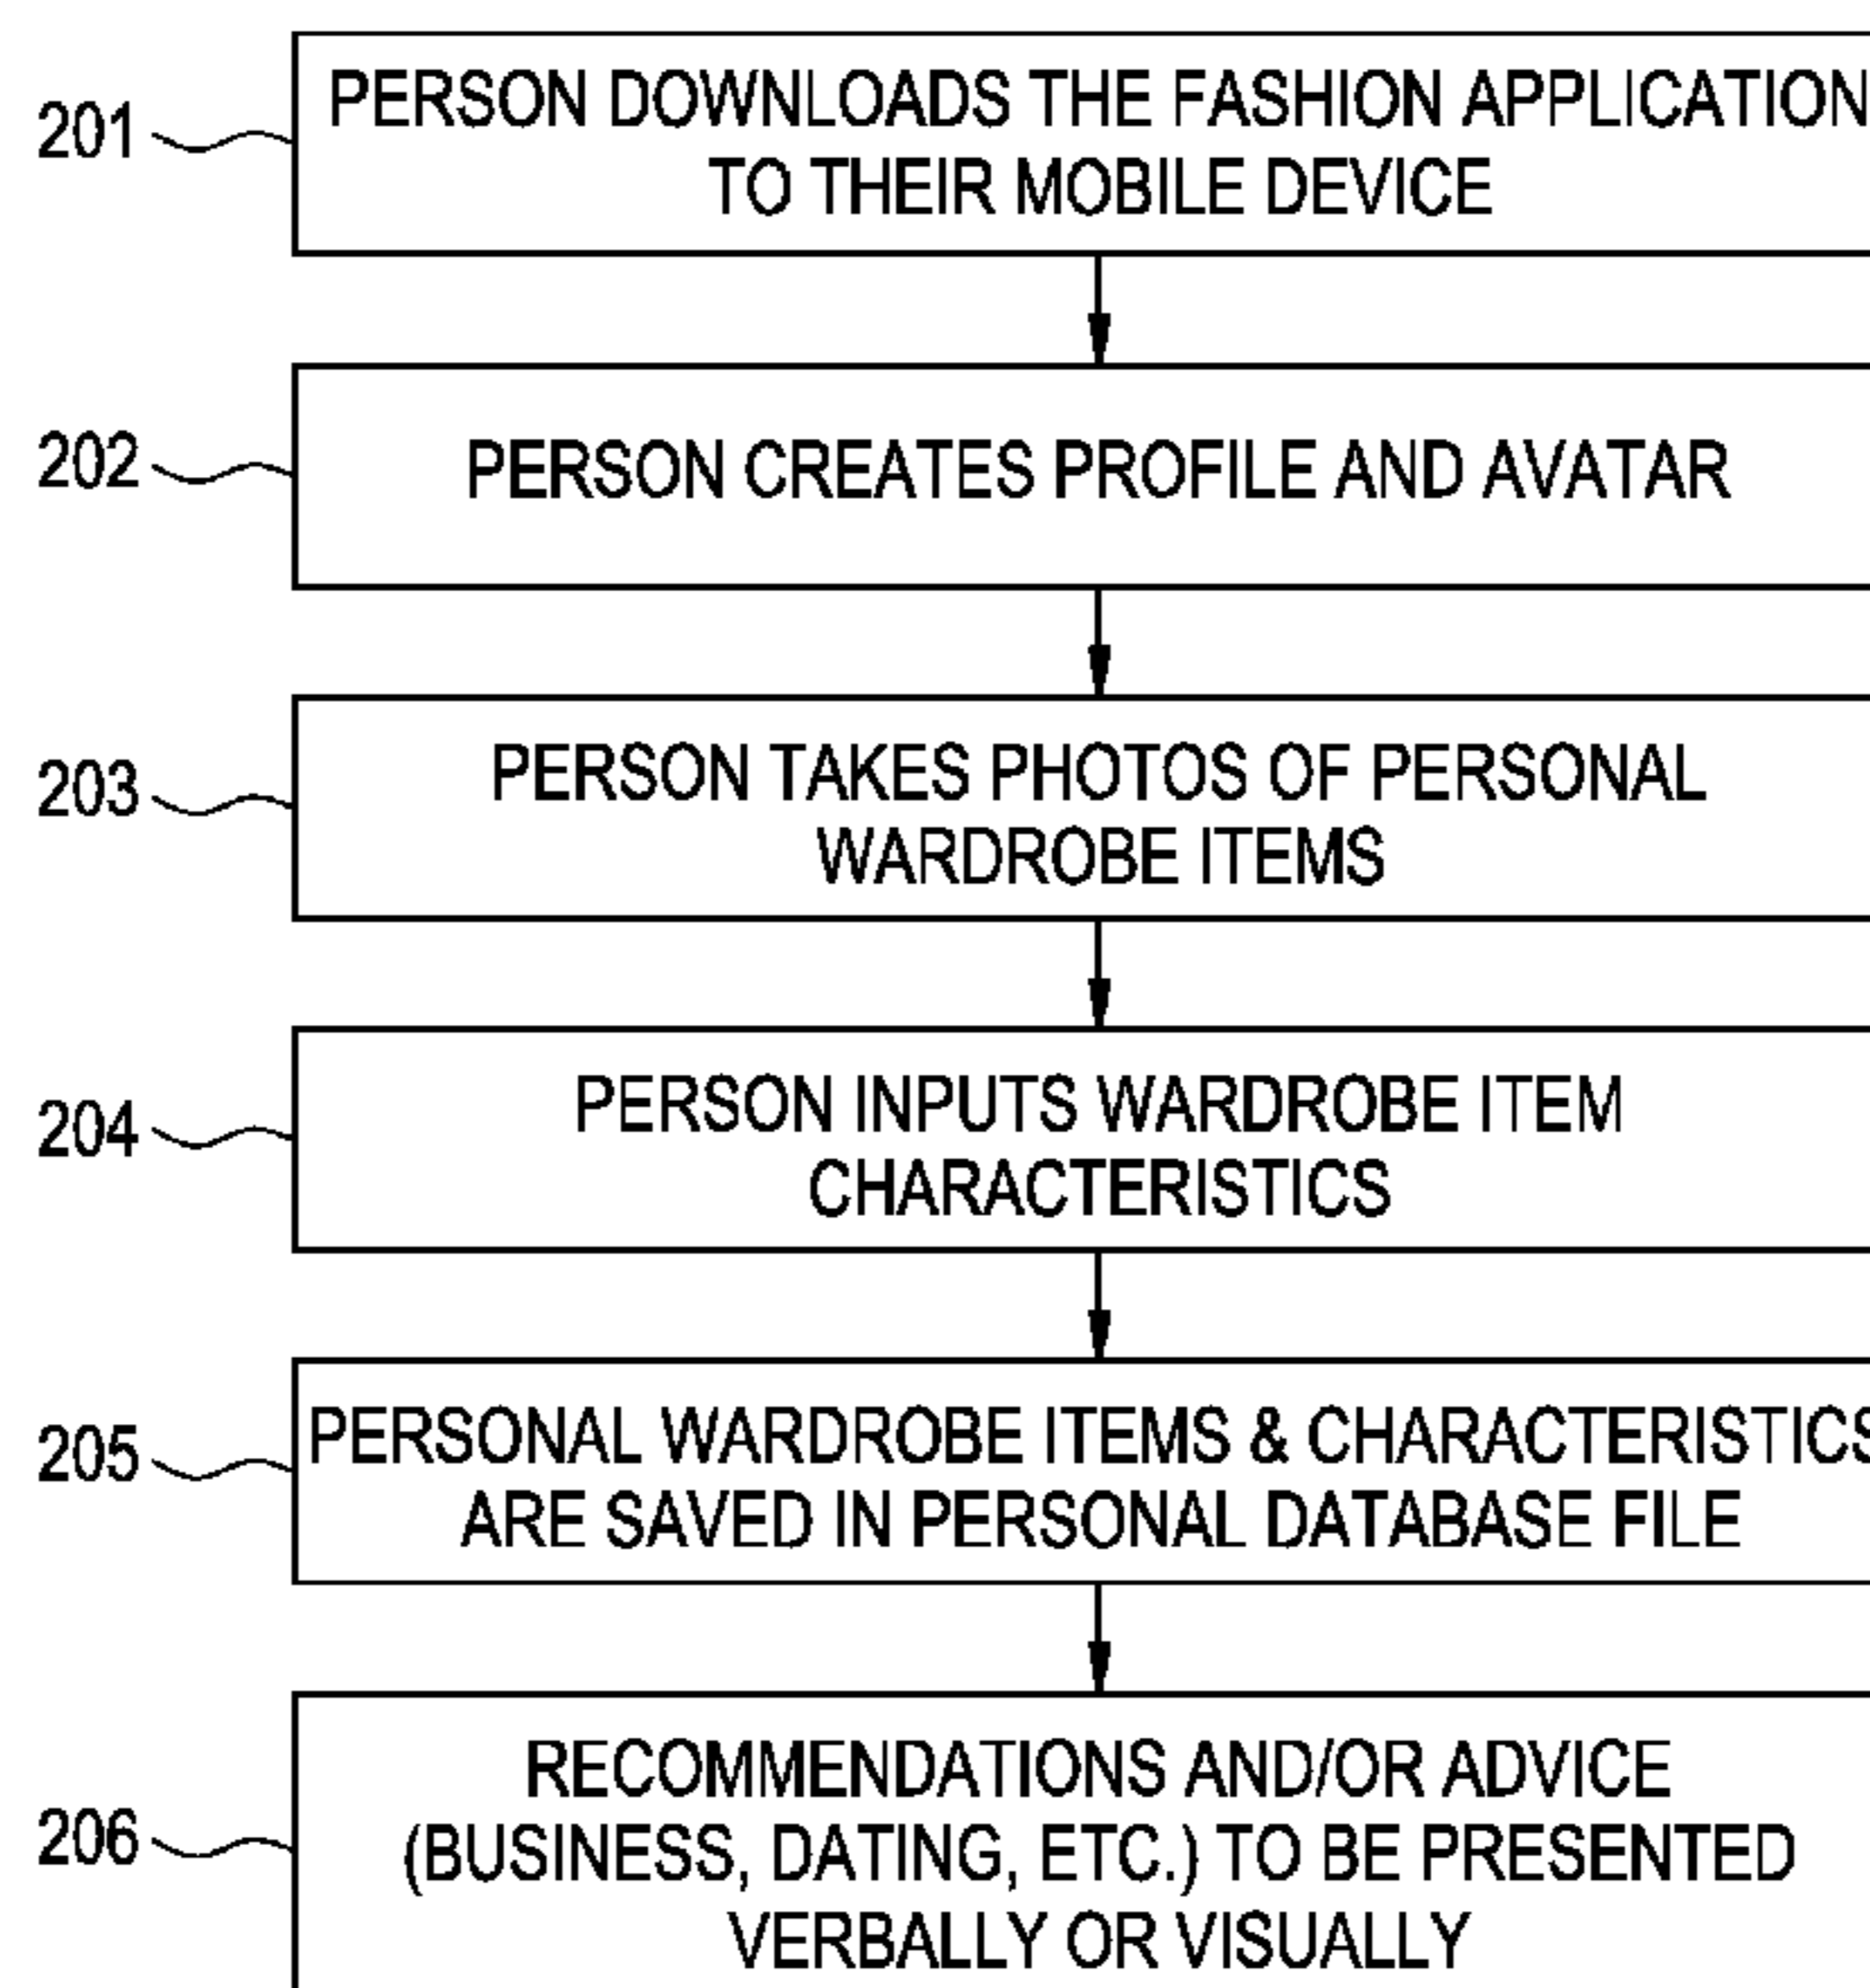 201 PERSON DOWNLOADS THE FASHION APPLICATION
TO THEIR MOBILE DEVICE
202 PERSON CREATES PROFILE AND AVATAR
203 PERSON TAKES PHOTOS OF PERSONAL
WARDROBE ITEMS
204 PERSON INPUTS WARDROBE ITEM
CHARACTERISTICS
205 PERSONAL WARDROBE ITEMS & CHARACTERISTICS
ARE SAVED IN PERSONAL DATABASE FILE
206 RECOMMENDATIONS AND/OR ADVICE
(BUSINESS, DATING, ETC.) TO BE PRESENTED
VERBALLY OR VISUALLY